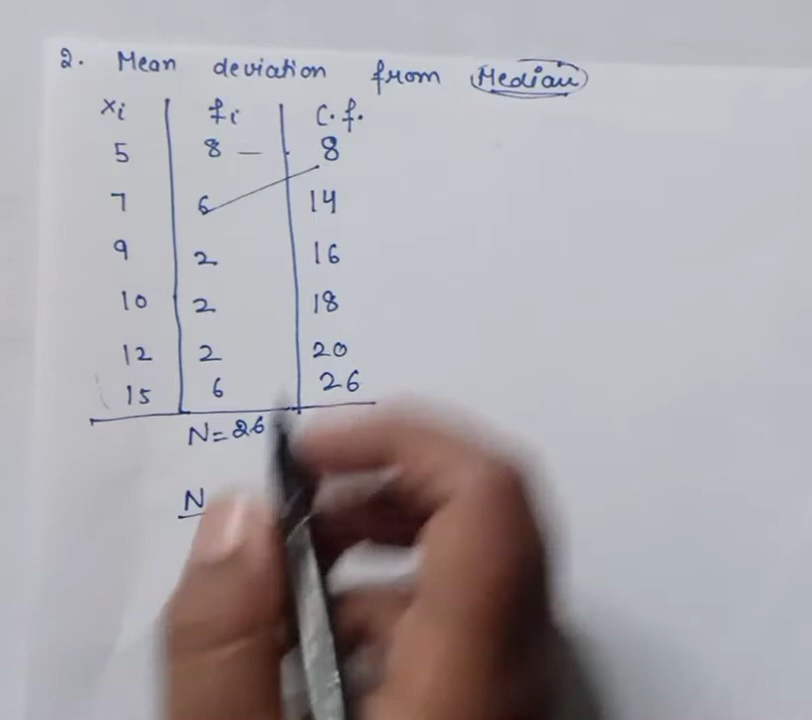 2. Mean deviation from Median
xi fi c.f.
5 8 — 8
7 6 14
9 2 16
10 2 18
12 2 20
15 6 26
N=26
N